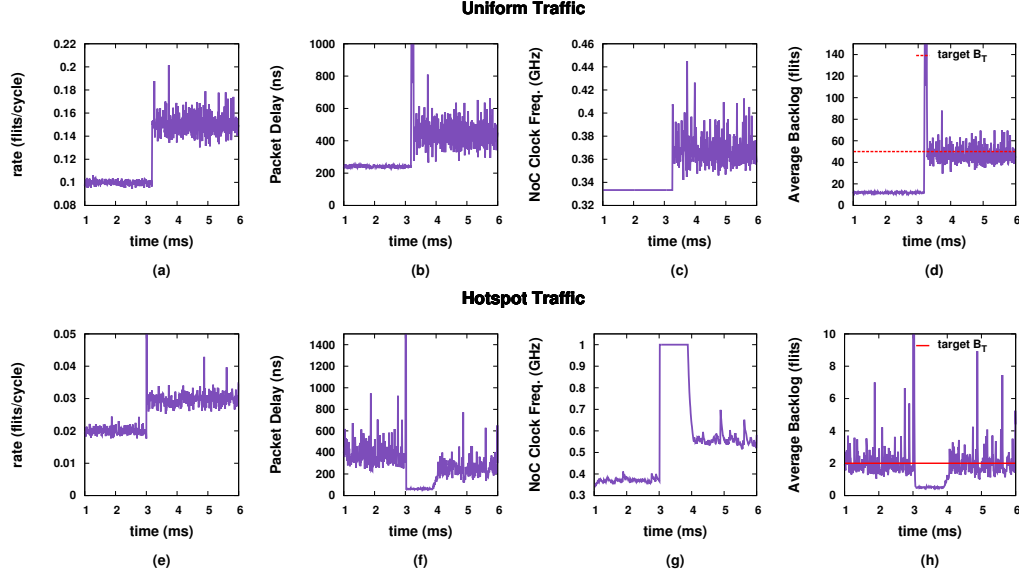 Uniform Traffic
rate (flits/cycle)
0.22
0.2
0.18
0.16
0.14
0.12
0.1
0.08
1 2 3 4 5 6
time (ms)
(a)
Packet Delay (ns)
1000
800
600
400
200
0
1 2 3 4 5 6
time (ms)
(b)
NoC Clock Freq. (GHz)
0.46
0.44
0.42
0.4
0.38
0.36
0.34
0.32
1 2 3 4 5 6
time (ms)
(c)
Average Backlog (flits)
140
120
100
80
60
40
20
0
target B_T
1 2 3 4 5 6
time (ms)
(d)
Hotspot Traffic
rate (flits/cycle)
0.05
0.04
0.03
0.02
0.01
0
1 2 3 4 5 6
time (ms)
(e)
Packet Delay (ns)
1400
1200
1000
800
600
400
200
0
1 2 3 4 5 6
time (ms)
(f)
NoC Clock Freq. (GHz)
1
0.9
0.8
0.7
0.6
0.5
0.4
0.3
1 2 3 4 5 6
time (ms)
(g)
Average Backlog (flits)
10
8
6
4
2
0
target B_T
1 2 3 4 5 6
time (ms)
(h)